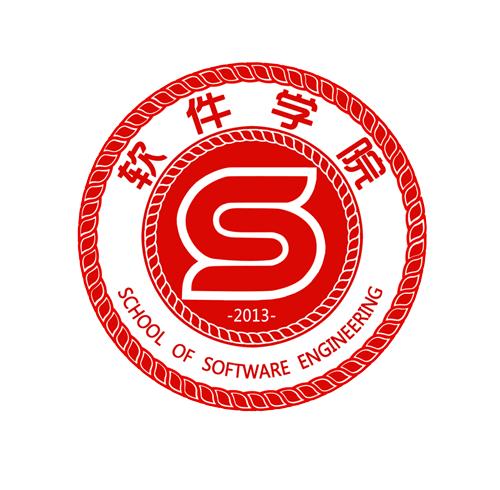 软件学院
S
-2013-
SCHOOL OF SOFTWARE ENGINEERING